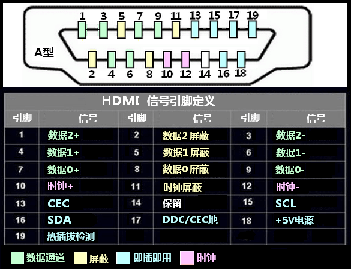 1 3 5 7 9 11 13 15 17 19
A型
2 4 6 8 10 12 14 16 18
HDMI 信号引脚定义
引脚 信号 引脚 信号 引脚 信号
1 数据2+ 2 数据2屏蔽 3 数据2-
4 数据1+ 5 数据1屏蔽 6 数据1-
7 数据0+ 8 数据0屏蔽 9 数据0-
10 时钟+ 11 时钟屏蔽 12 时钟-
13 CEC 14 保留 15 SCL
16 SDA 17 DDC/CEC地 18 +5V电源
19 热插拔检测
数据通道 屏蔽 即插即用 时钟